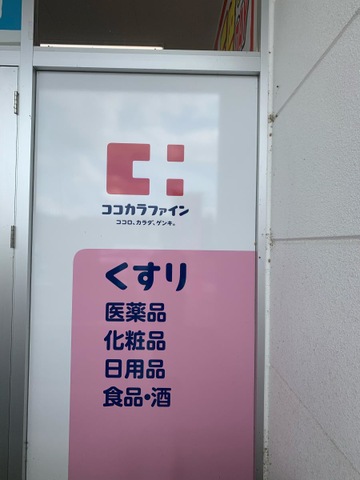 ココカラファイン
ココロ、カラダ、ゲンキ。
くすり
医薬品
化粧品
日用品
食品・酒